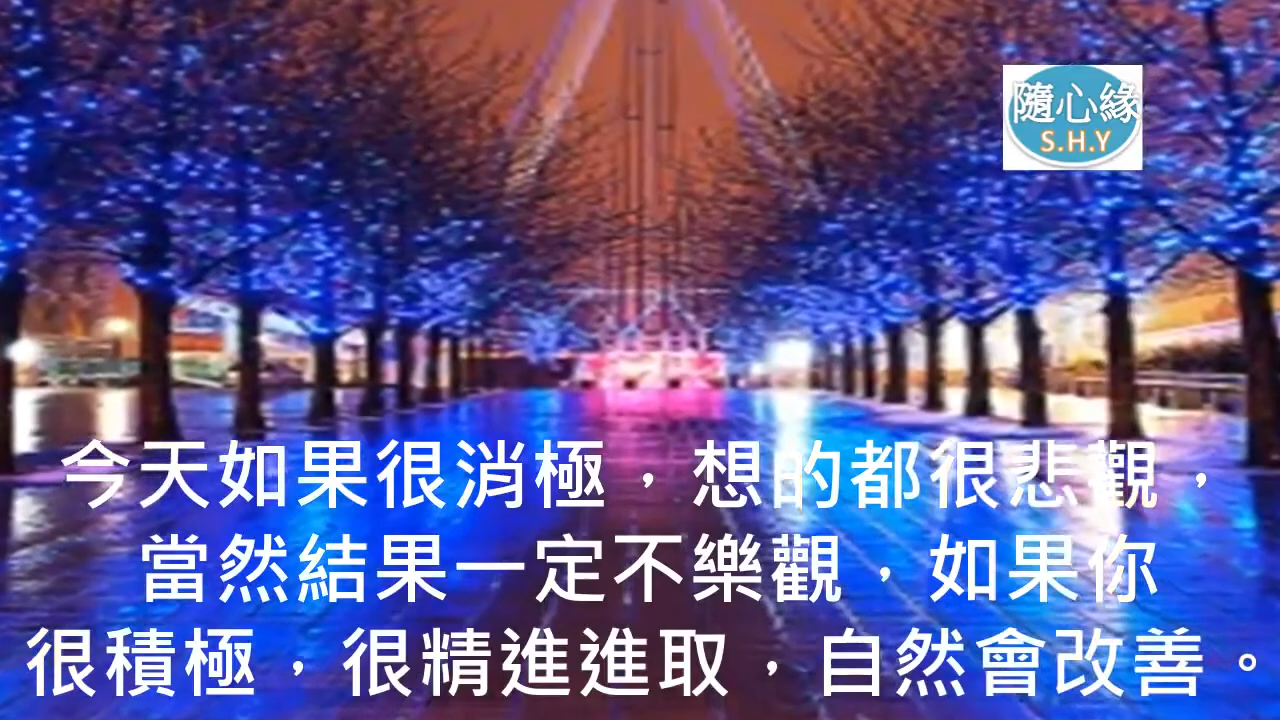 隨心緣
S.H.Y
今天如果很消極，想的都很悲觀，
當然結果一定不樂觀，如果你
很積極，很精進進取，自然會改善。